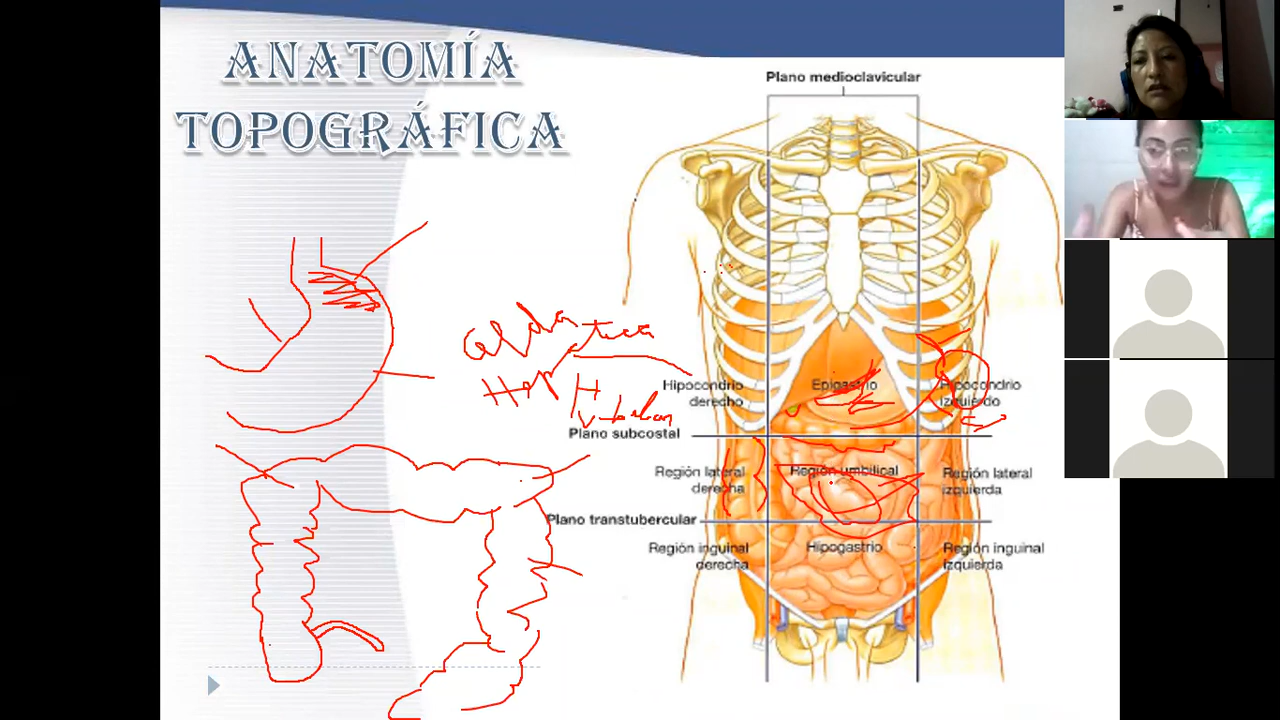 ANATOMÍA
TOPOGRÁFICA
Plano medioclavicular
Hipocondrio
derecho
Epigastrio
Hipocondrio
izquierdo
Plano subcostal
Región lateral
derecha
Región umbilical
Región lateral
izquierda
Plano transtubercular
Región inguinal
derecha
Hipogastrio
Región inguinal
izquierda